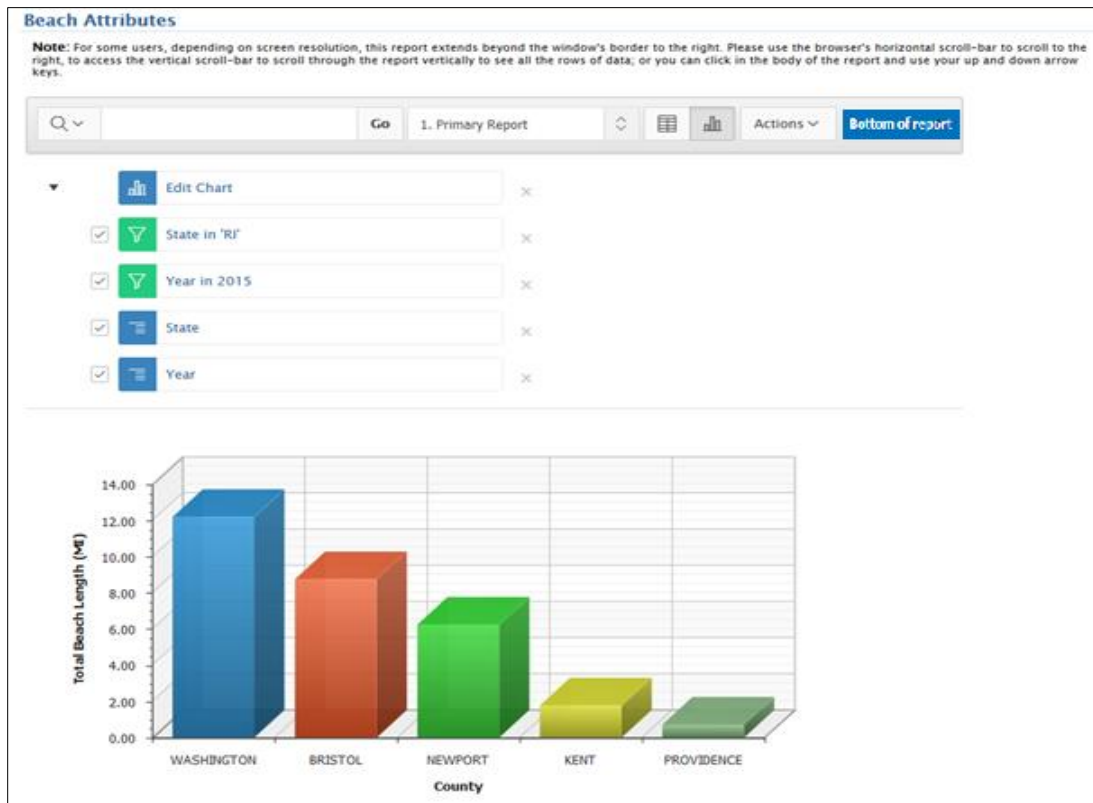 Beach Attributes
Note: For some users, depending on screen resolution, this report extends beyond the window's border to the right. Please use the browser's horizontal scroll-bar to scroll to the
right, to access the vertical scroll-bar to scroll through the report vertically to see all the rows of data; or you can click in the body of the report and use your up and down arrow
keys.
Go 1. Primary Report Actions Bottom of report
Edit Chart
State in 'RI'
Year in 2015
State
Year
14.00
12.00
10.00
8.00
6.00
4.00
2.00
0.00
Total Beach Length (MI)
WASHINGTON BRISTOL NEWPORT KENT PROVIDENCE
County